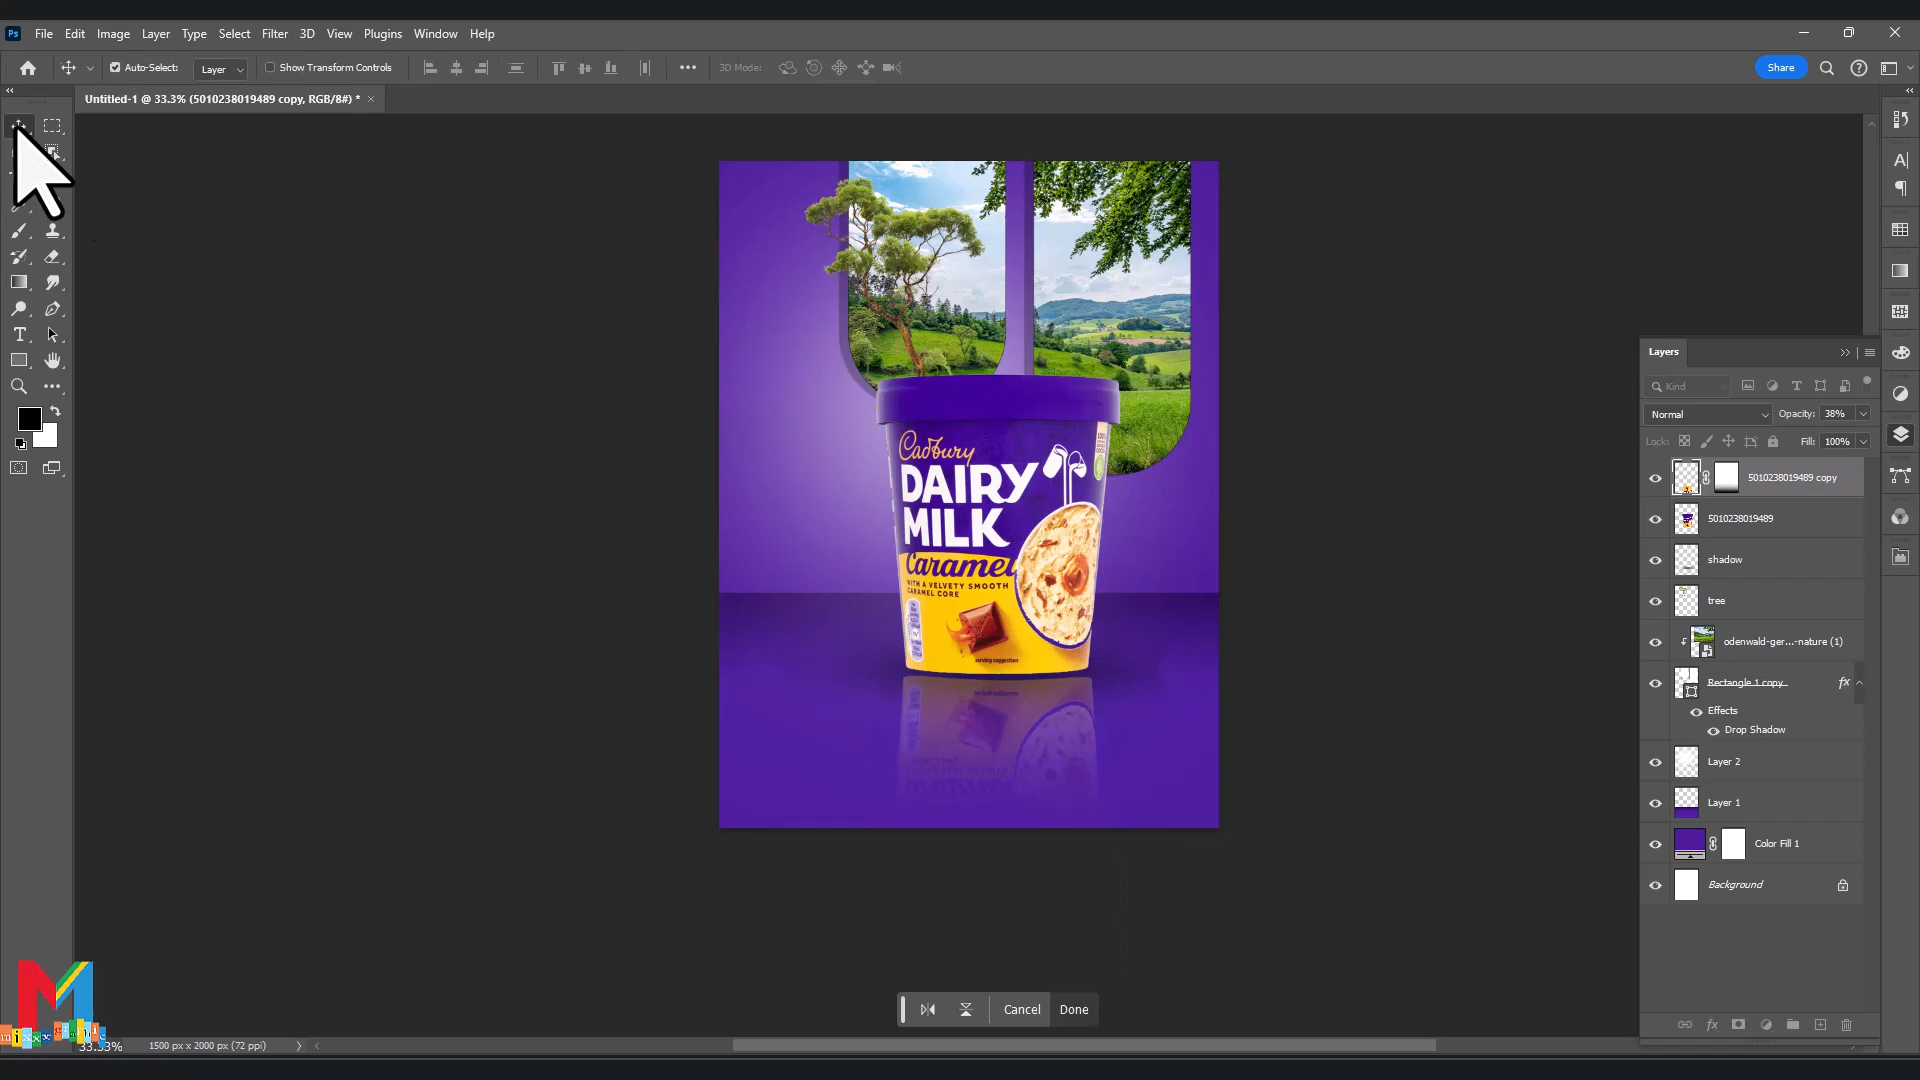 Ps File Edit Image Layer Type Select Filter 3D View Plugins Window Help
Auto-Select: Layer Show Transform Controls 3D Mode: Share
Untitled-1 @ 33.3% (5010238019489 copy, RGB/8#) *
Cadbury
DAIRY
MILK
Caramel
WITH A VELVETY SMOOTH
CARAMEL CORE
serving suggestion
Layers
Kind
Normal Opacity: 38%
Lock: Fill: 100%
5010238019489 copy
5010238019489
shadow
tree
odenwald-ger...-nature (1)
Rectangle 1 copy fx
Effects
Drop Shadow
Layer 2
Layer 1
Color Fill 1
Background
Cancel Done
M
33.33% 1500 px x 2000 px (72 ppi)